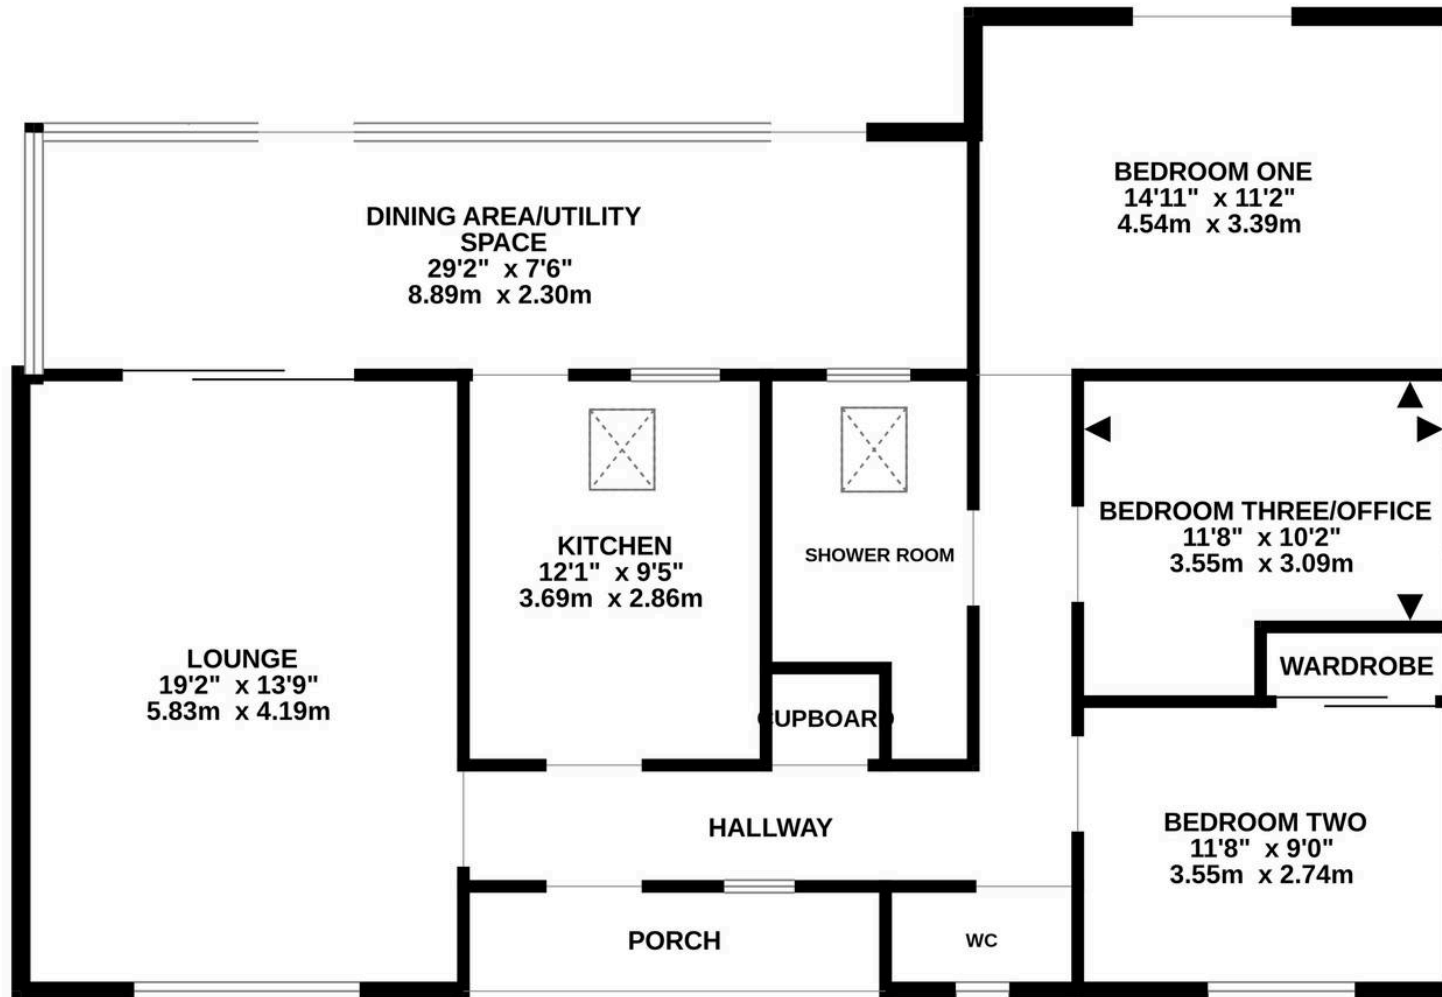 BEDROOM ONE
14'11" x 11'2"
4.54m x 3.39m
DINING AREA/UTILITY
SPACE
29'2" x 7'6"
8.89m x 2.30m
BEDROOM THREE/OFFICE
11'8" x 10'2"
3.55m x 3.09m
KITCHEN
12'1" x 9'5"
3.69m x 2.86m
SHOWER ROOM
LOUNGE
19'2" x 13'9"
5.83m x 4.19m
WARDROBE
CUPBOARD
HALLWAY
BEDROOM TWO
11'8" x 9'0"
3.55m x 2.74m
PORCH
WC